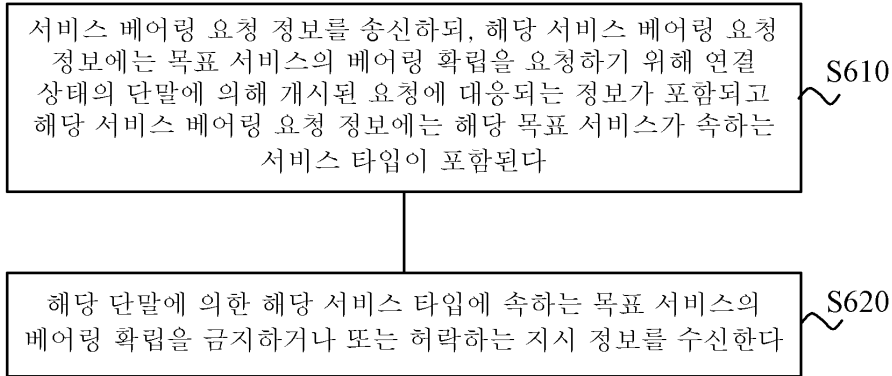 서비스 베어링 요청 정보를 송신하되, 해당 서비스 베어링 요청
정보에는 목표 서비스의 베어링 확립을 요청하기 위해 연결
상태의 단말에 의해 개시된 요청에 대응되는 정보가 포함되고
해당 서비스 베어링 요청 정보에는 해당 목표 서비스가 속하는
서비스 타입이 포함된다
S610
해당 단말에 의한 해당 서비스 타입에 속하는 목표 서비스의
베어링 확립을 금지하거나 또는 허락하는 지시 정보를 수신한다
S620